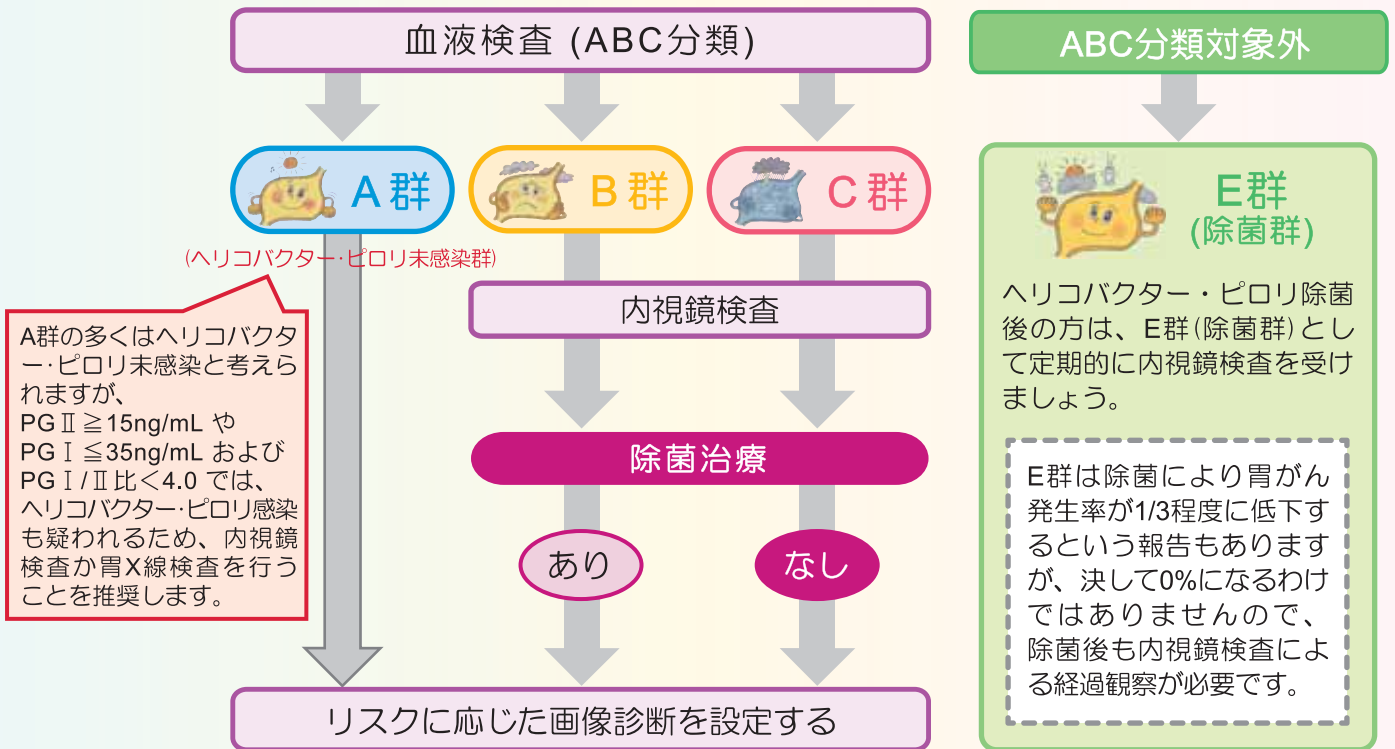 血液検査 (ABC分類)
A群
B群
C群
(ヘリコバクター・ピロリ未感染群)
A群の多くはヘリコバクタ
ー・ピロリ未感染と考えら
れますが、
PGⅡ≧15ng/mL や
PGⅠ≦35ng/mL および
PGⅠ/Ⅱ比<4.0 では、
ヘリコバクター・ピロリ感染
も疑われるため、内視鏡
検査か胃X線検査を行う
ことを推奨します。
内視鏡検査
除菌治療
あり
なし
リスクに応じた画像診断を設定する
ABC分類対象外
E群
(除菌群)
ヘリコバクター・ピロリ除菌
後の方は、E群(除菌群)とし
て定期的に内視鏡検査を受け
ましょう。
E群は除菌により胃がん
発生率が1/3程度に低下す
るという報告もあります
が、決して0%になるわけ
ではありませんので、
除菌後も内視鏡検査によ
る経過観察が必要です。